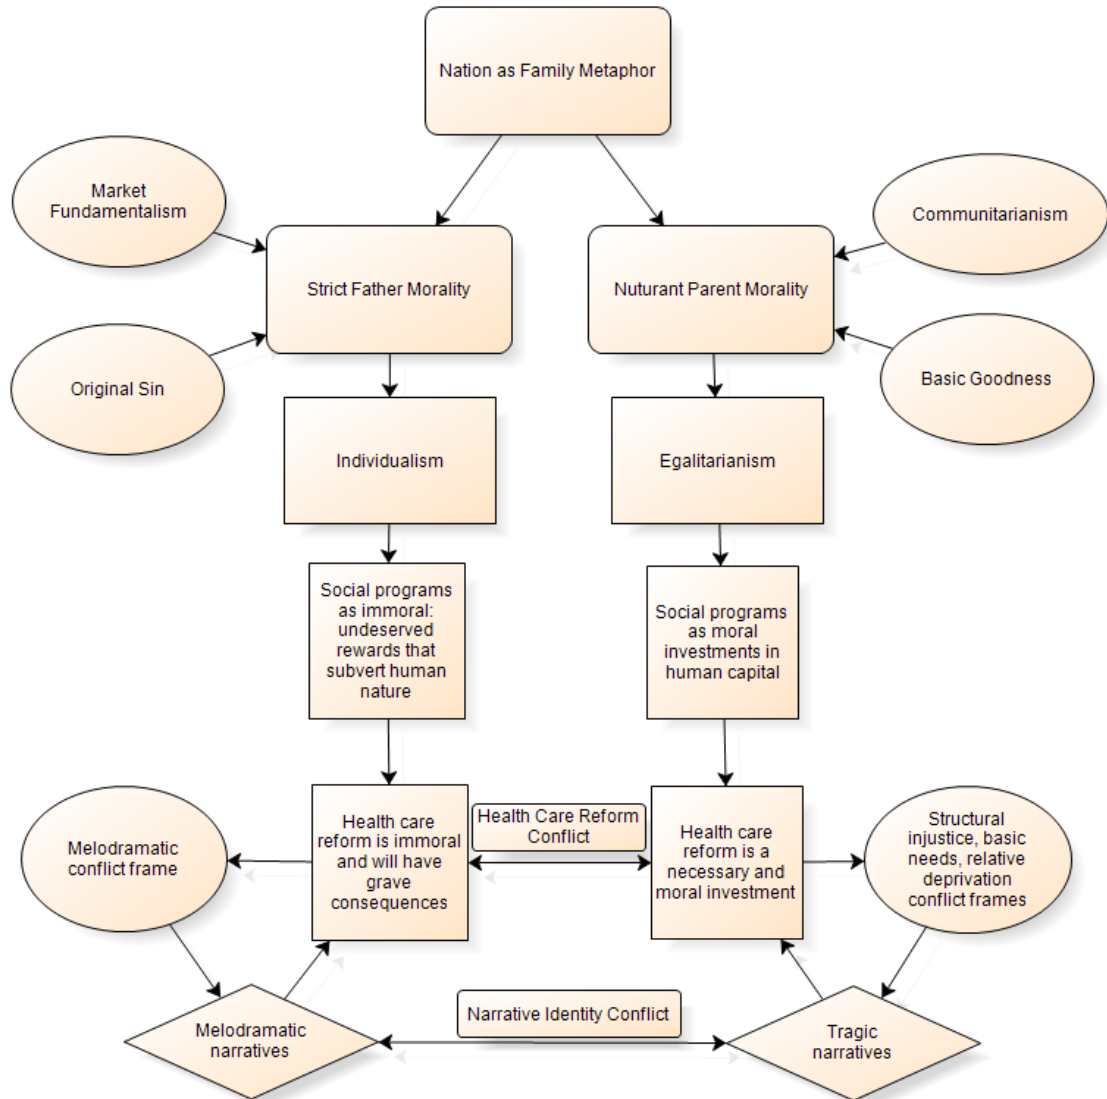 Nation as Family Metaphor
Market
Fundamentalism
Communitarianism
Strict Father Morality
Nuturant Parent Morality
Original Sin
Basic Goodness
Individualism
Egalitarianism
Social programs
as immoral:
undeserved
rewards that
subvert human
nature
Social programs
as moral
investments in
human capital
Melodramatic
conflict frame
Health care
reform is immoral
and will have
grave
consequences
Health Care Reform
Conflict
Health care
reform is a
necessary and
moral investment
Structural
injustice, basic
needs, relative
deprivation
conflict frames
Melodramatic
narratives
Narrative Identity Conflict
Tragic
narratives